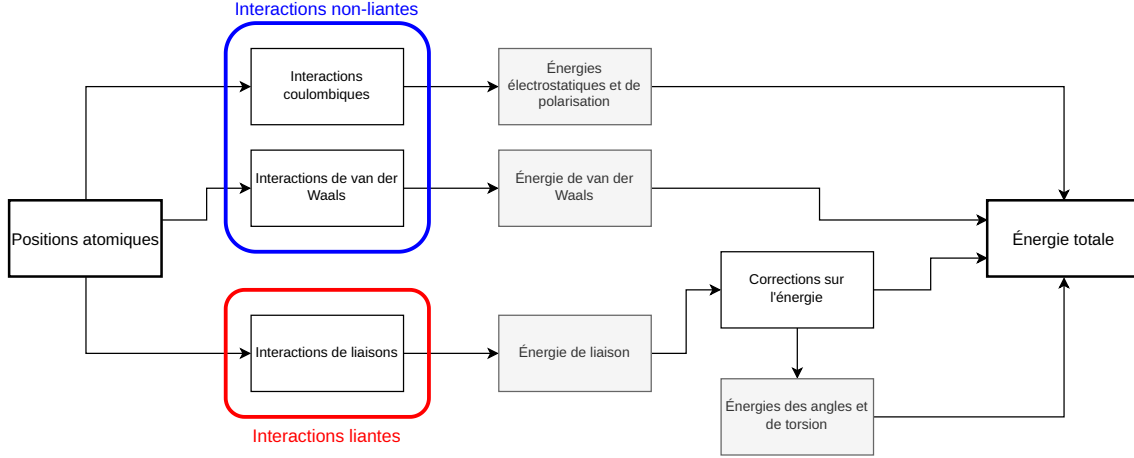 Interactions non-liantes
Interactions
coulombiques
Énergies
électrostatiques et de
polarisation
Interactions de van der
Waals
Énergie de van der
Waals
Positions atomiques
Énergie totale
Corrections sur
l'énergie
Interactions de liaisons
Énergie de liaison
Énergies des angles et
de torsion
Interactions liantes